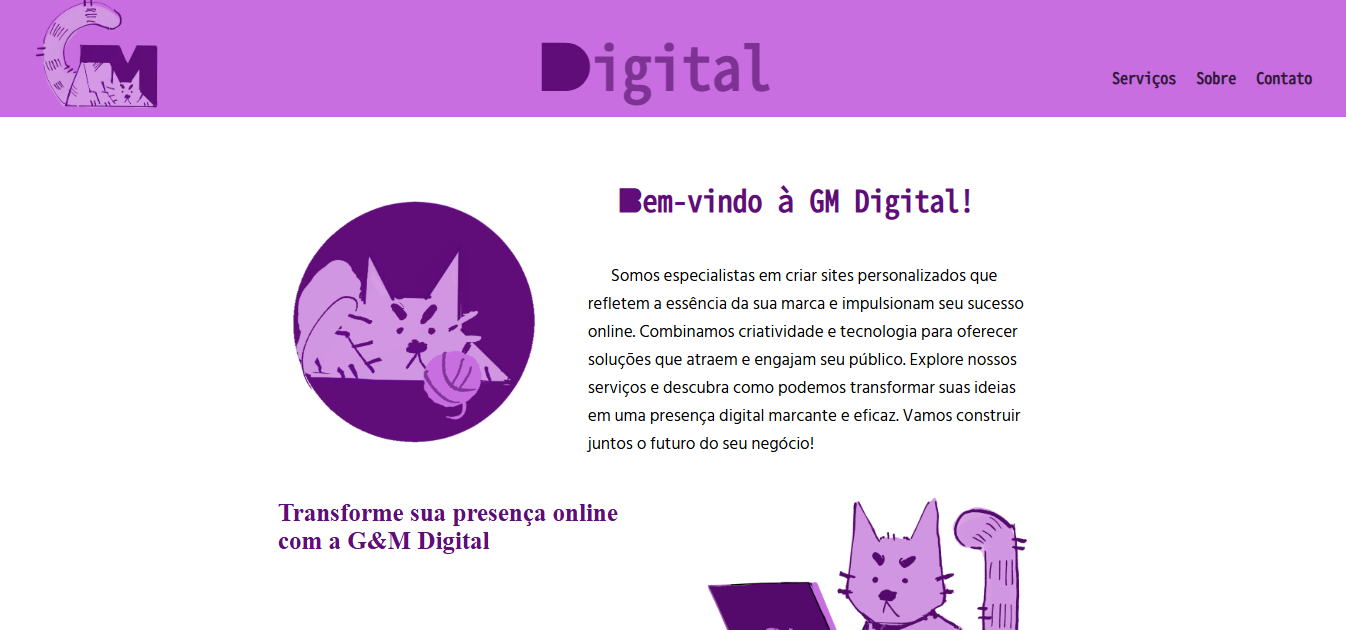 GM
Digital
Serviços Sobre Contato
Bem-vindo à GM Digital!
Somos especialistas em criar sites personalizados que
refletem a essência da sua marca e impulsionam seu sucesso
online. Combinamos criatividade e tecnologia para oferecer
soluções que atraem e engajam seu público. Explore nossos
serviços e descubra como podemos transformar suas ideias
em uma presença digital marcante e eficaz. Vamos construir
juntos o futuro do seu negócio!
Transforme sua presença online
com a G&M Digital